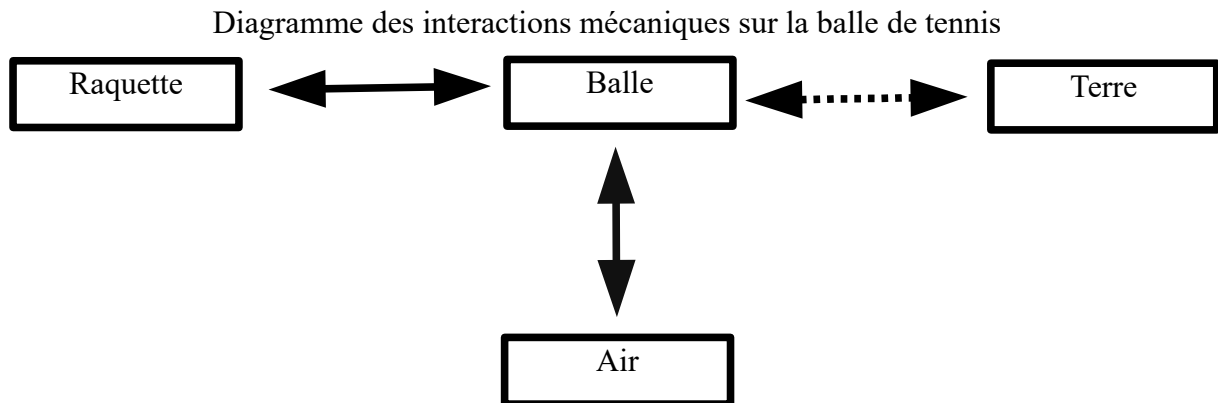 Diagramme des interactions mécaniques sur la balle de tennis
Raquette
Balle
Terre
Air